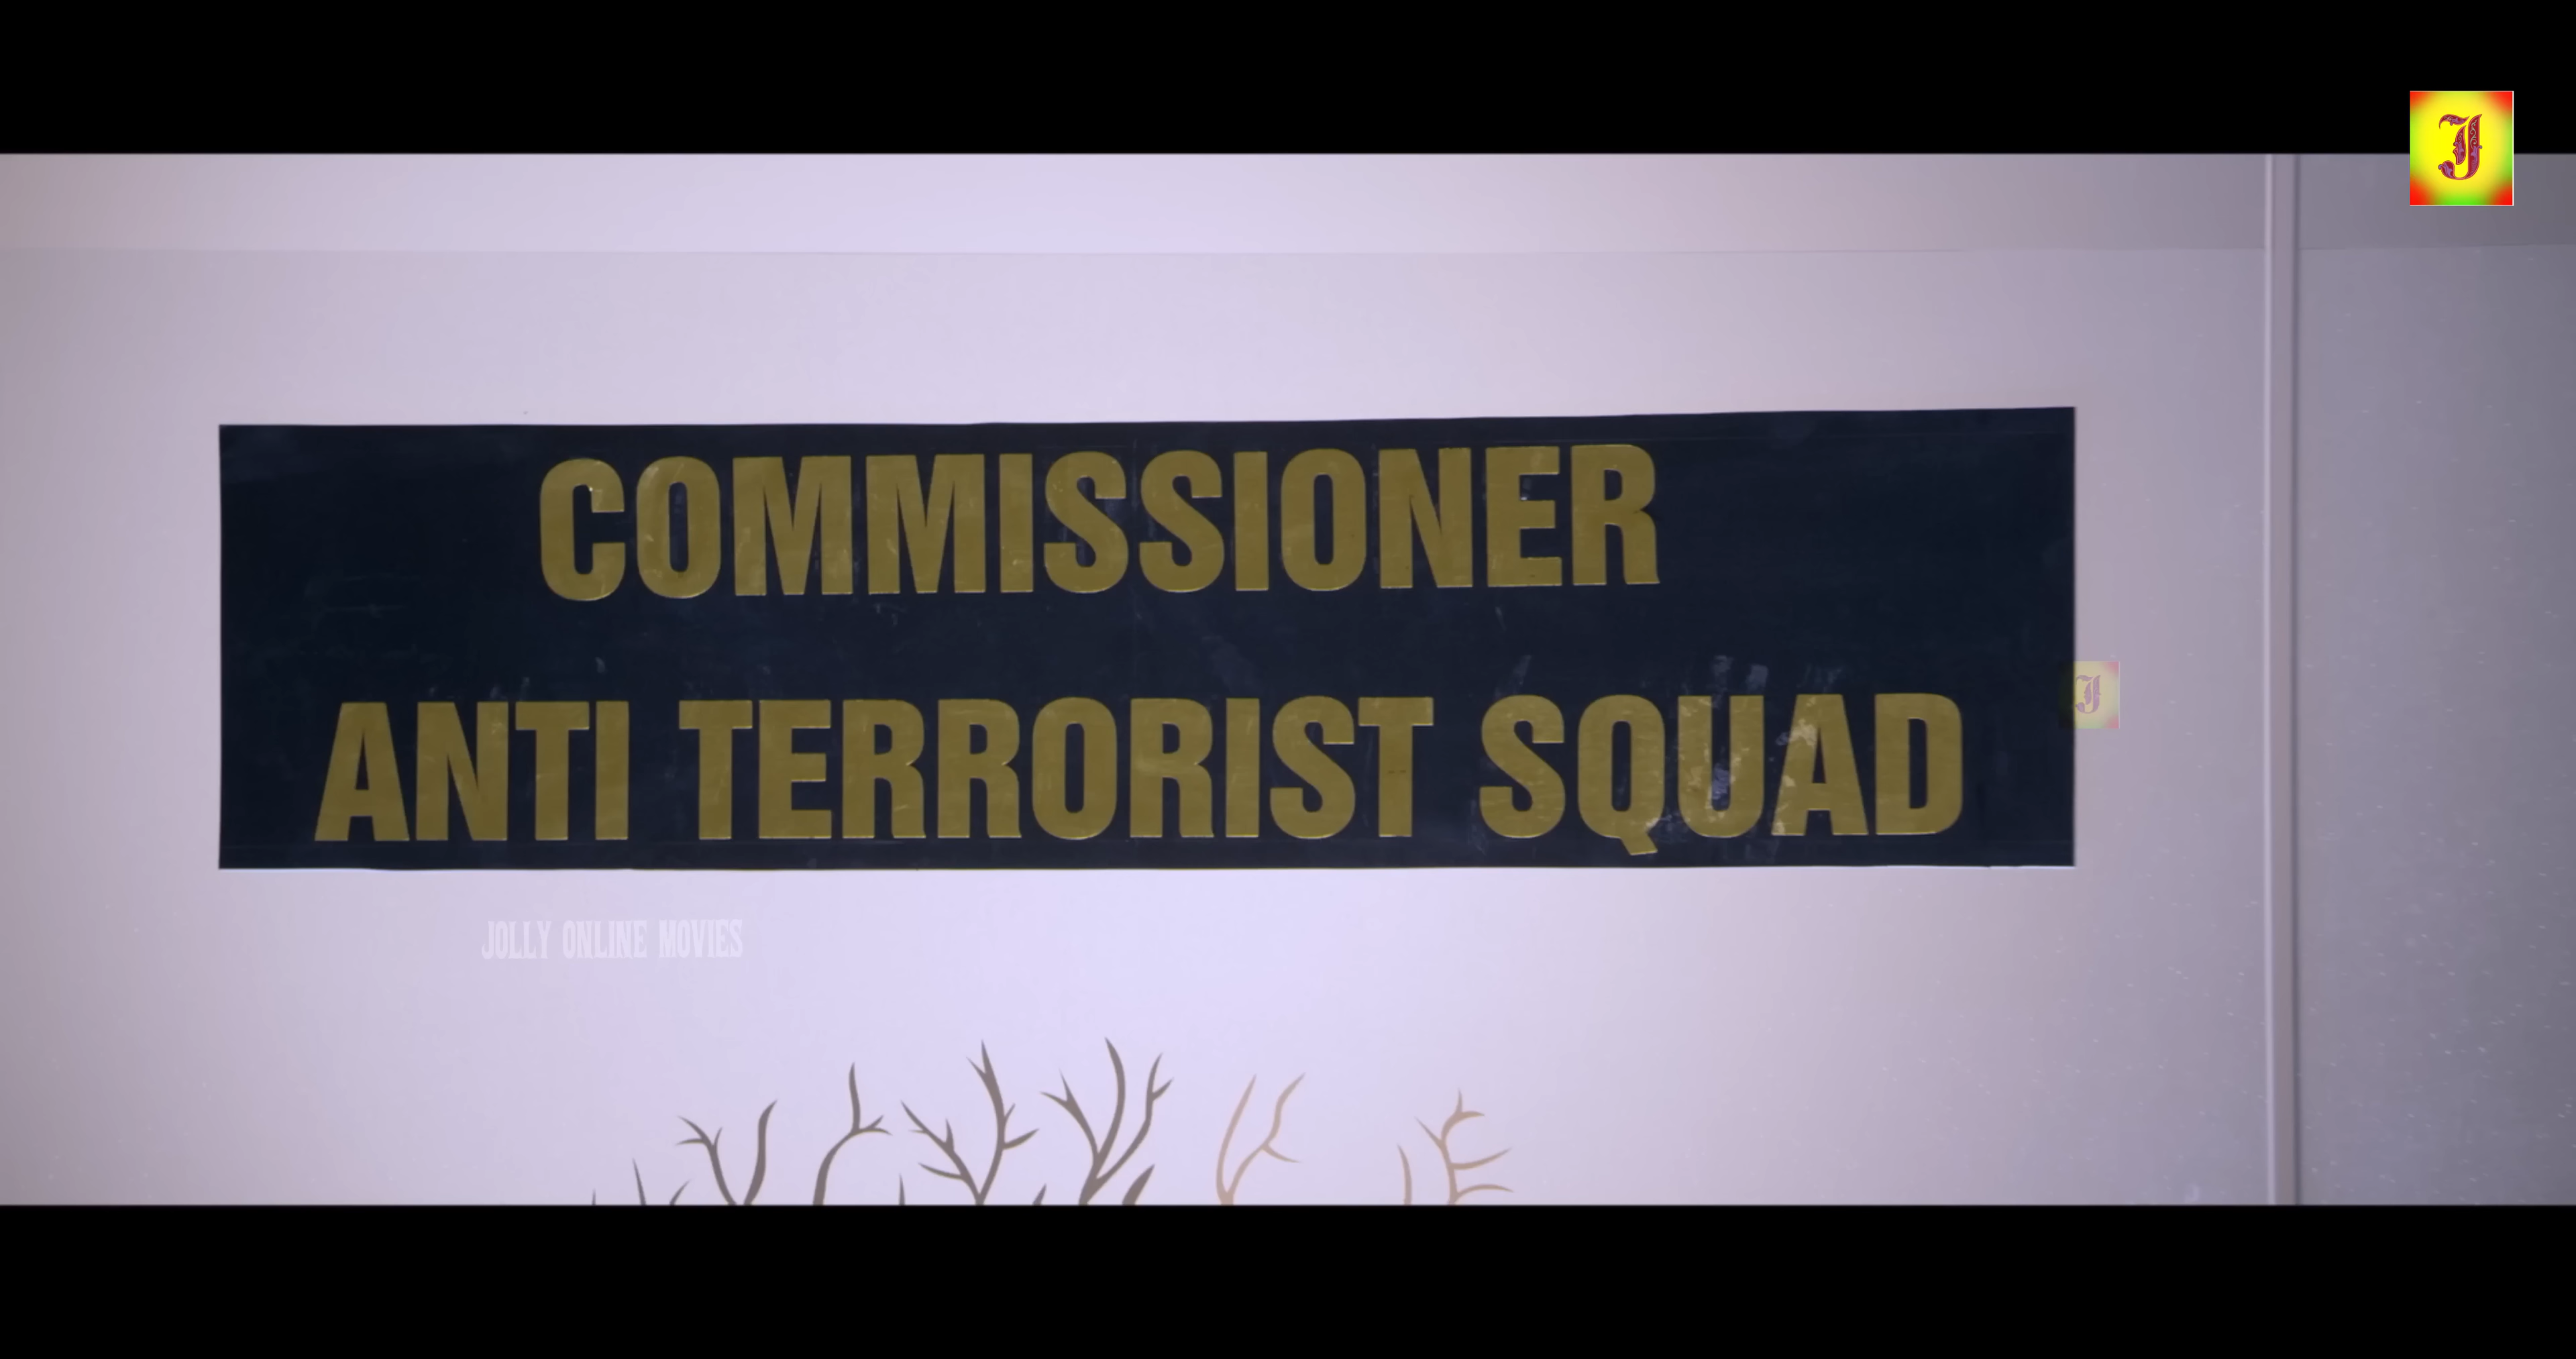 J
COMMISSIONER
ANTI TERRORIST SQUAD
J
JOLLY ONLINE MOVIES